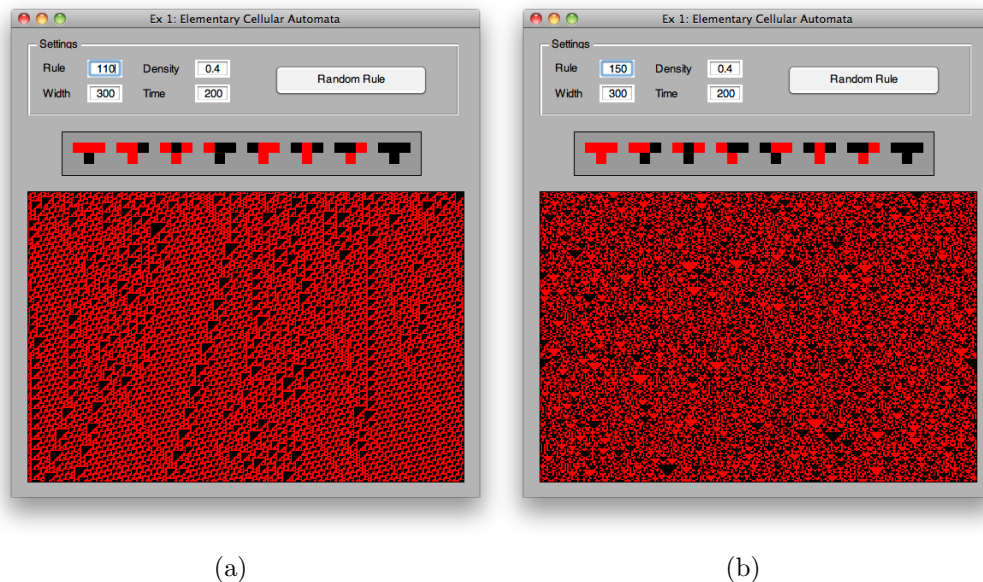 Ex 1: Elementary Cellular Automata
Settings
Rule 110 Density 0.4
Random Rule
Width 300 Time 200
(a)
Ex 1: Elementary Cellular Automata
Settings
Rule 150 Density 0.4
Random Rule
Width 300 Time 200
(b)